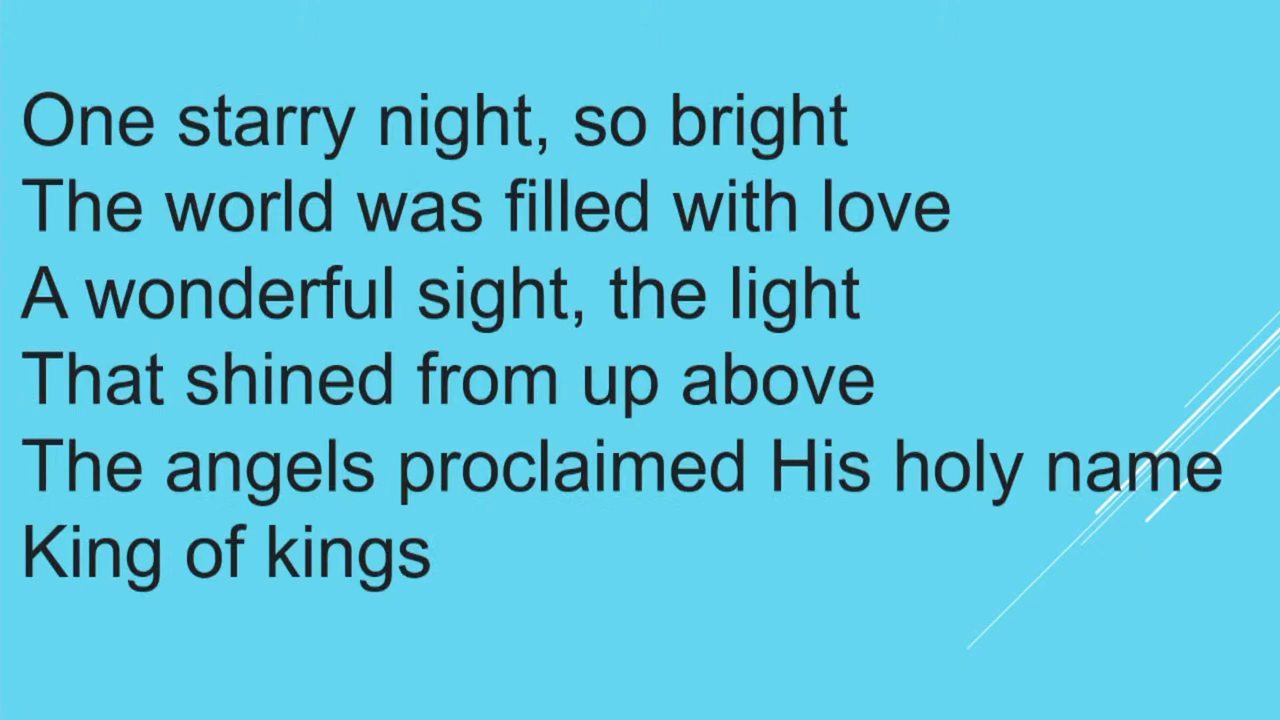 One starry night, so bright
The world was filled with love
A wonderful sight, the light
That shined from up above
The angels proclaimed His holy name
King of kings